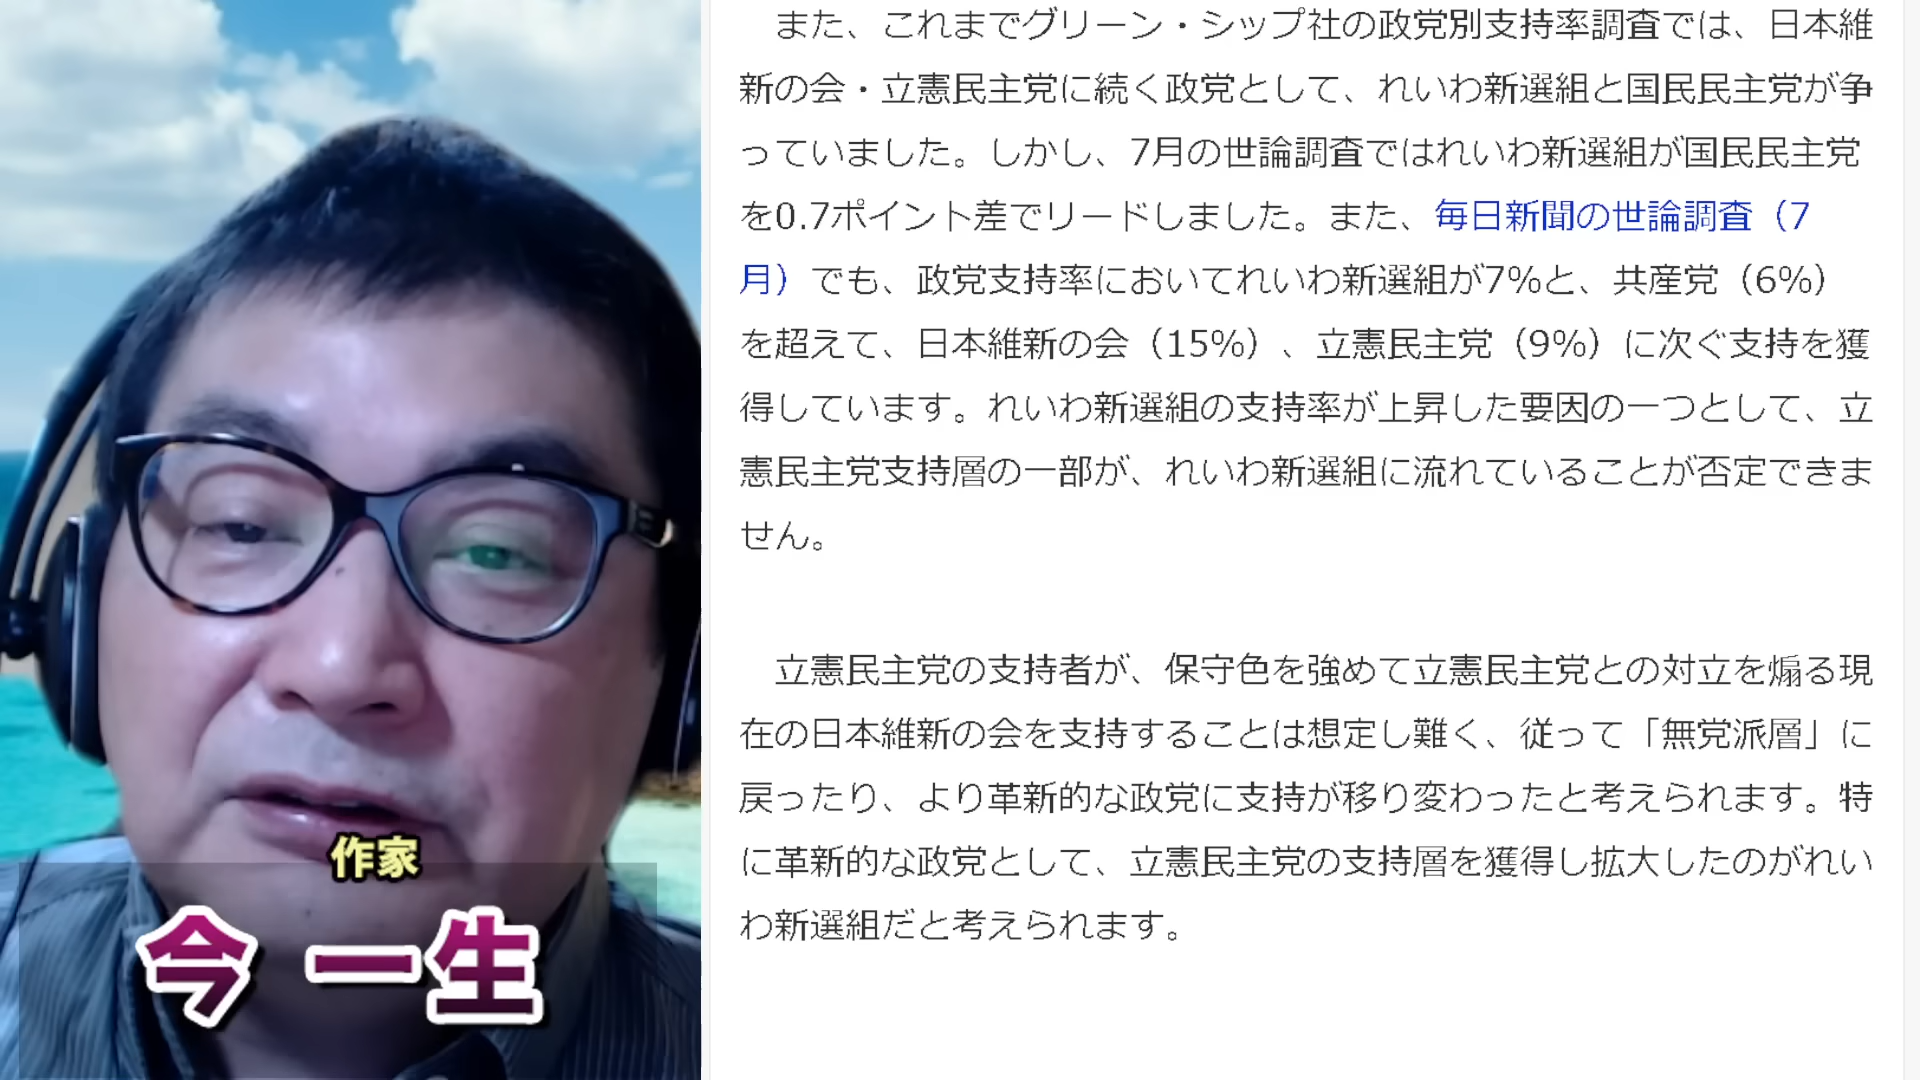 作家
今 一生
また、これまでグリーン・シップ社の政党別支持率調査では、日本維
新の会・立憲民主党に続く政党として、れいわ新選組と国民民主党が争
っていました。しかし、7月の世論調査ではれいわ新選組が国民民主党
を0.7ポイント差でリードしました。また、毎日新聞の世論調査（7
月）でも、政党支持率においてれいわ新選組が7%と、共産党（6%）
を超えて、日本維新の会（15%）、立憲民主党（9%）に次ぐ支持を獲
得しています。れいわ新選組の支持率が上昇した要因の一つとして、立
憲民主党支持層の一部が、れいわ新選組に流れていることが否定できま
せん。
立憲民主党の支持者が、保守色を強めて立憲民主党との対立を煽る現
在の日本維新の会を支持することは想定し難く、従って「無党派層」に
戻ったり、より革新的な政党に支持が移り変わったと考えられます。特
に革新的な政党として、立憲民主党の支持層を獲得し拡大したのがれい
わ新選組だと考えられます。